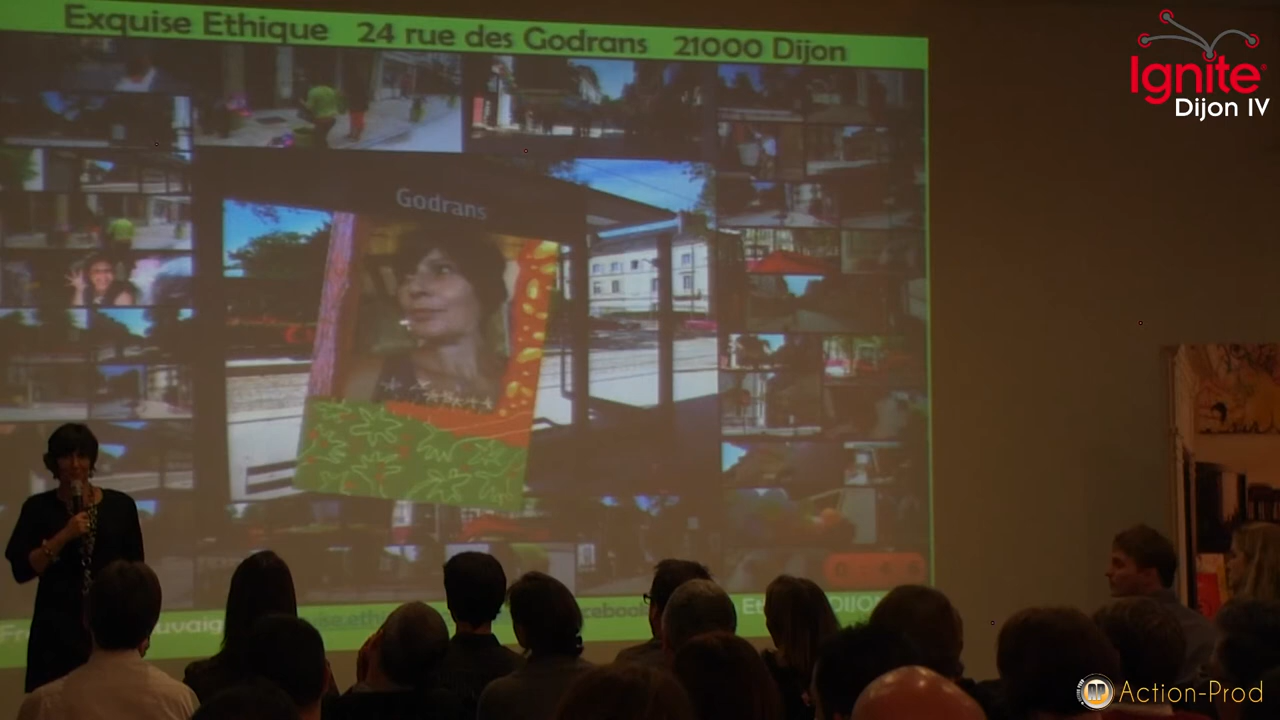 Exquise Ethique 24 rue des Godrans 21000 Dijon
Ignite
Dijon IV
Godrans
Action-Prod